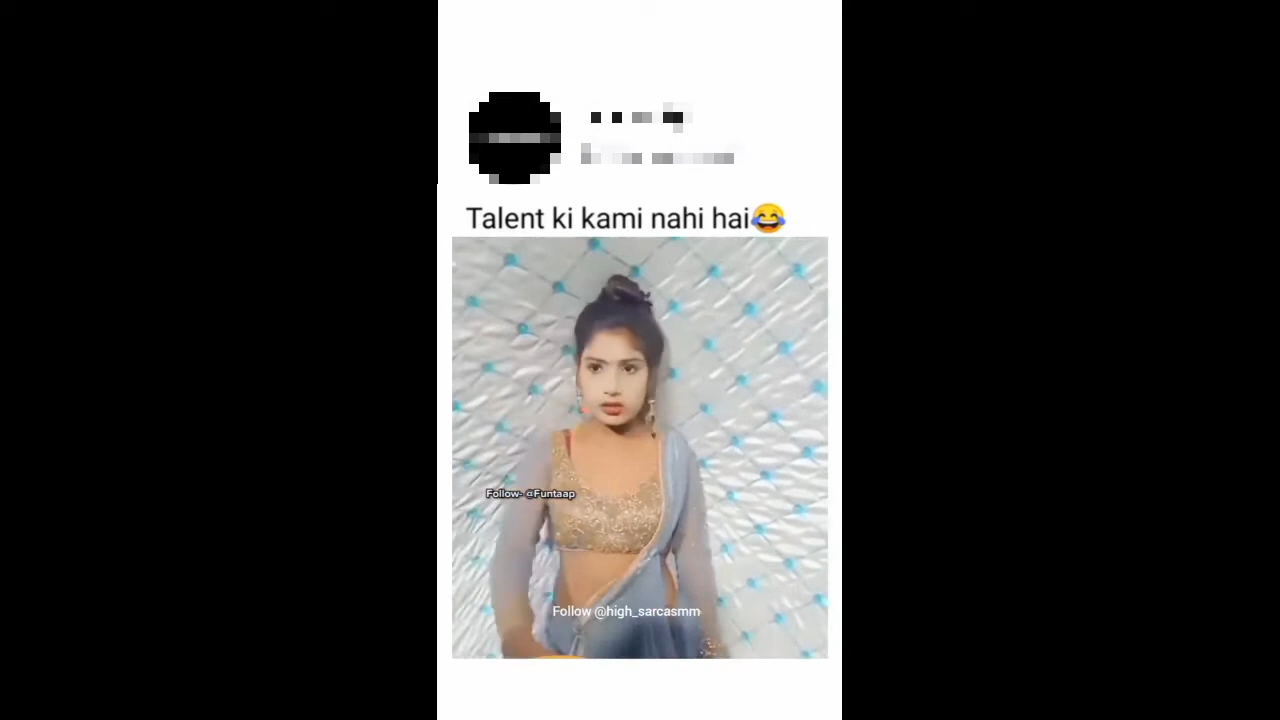 Talent ki kami nahi hai😂
Follow- @Funtaap
Follow @high_sarcasmm